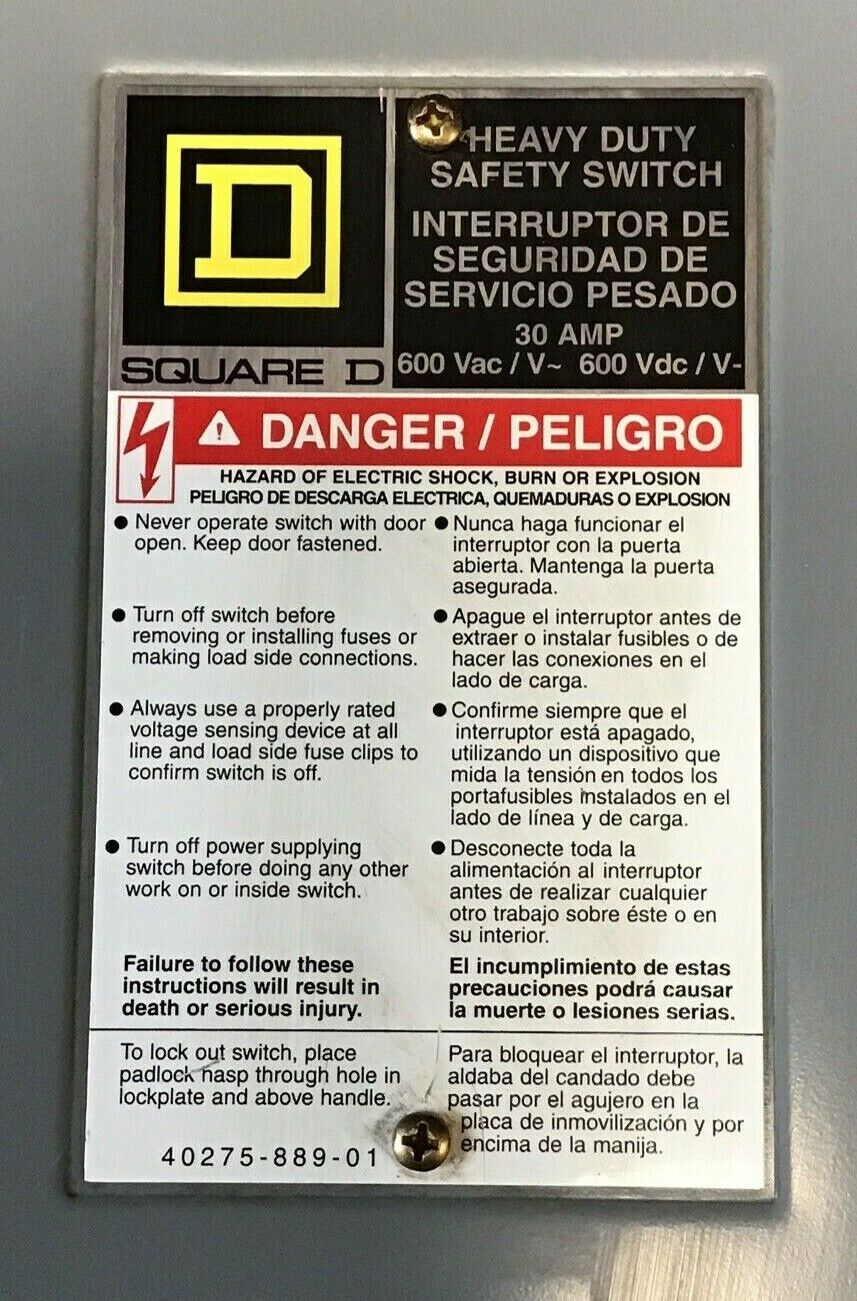 D
SQUARE D
HEAVY DUTY
SAFETY SWITCH
INTERRUPTOR DE
SEGURIDAD DE
SERVICIO PESADO
30 AMP
600 Vac / V~ 600 Vdc / V-
DANGER / PELIGRO
HAZARD OF ELECTRIC SHOCK, BURN OR EXPLOSION
PELIGRO DE DESCARGA ELECTRICA, QUEMADURAS O EXPLOSION
● Never operate switch with door
open. Keep door fastened.
● Turn off switch before
removing or installing fuses or
making load side connections.
● Always use a properly rated
voltage sensing device at all
line and load side fuse clips to
confirm switch is off.
● Turn off power supplying
switch before doing any other
work on or inside switch.
Failure to follow these
instructions will result in
death or serious injury.
● Nunca haga funcionar el
interruptor con la puerta
abierta. Mantenga la puerta
asegurada.
● Apague el interruptor antes de
extraer o instalar fusibles o de
hacer las conexiones en el
lado de carga.
● Confirme siempre que el
interruptor está apagado,
utilizando un dispositivo que
mida la tensión en todos los
portafusibles instalados en el
lado de línea y de carga.
● Desconecte toda la
alimentación al interruptor
antes de realizar cualquier
otro trabajo sobre éste o en
su interior.
El incumplimiento de estas
precauciones podrá causar
la muerte o lesiones serias.
To lock out switch, place
padlock hasp through hole in
lockplate and above handle.
40275-889-01
Para bloquear el interruptor, la
aldaba del candado debe
pasar por el agujero en la
placa de inmovilización y por
encima de la manija.